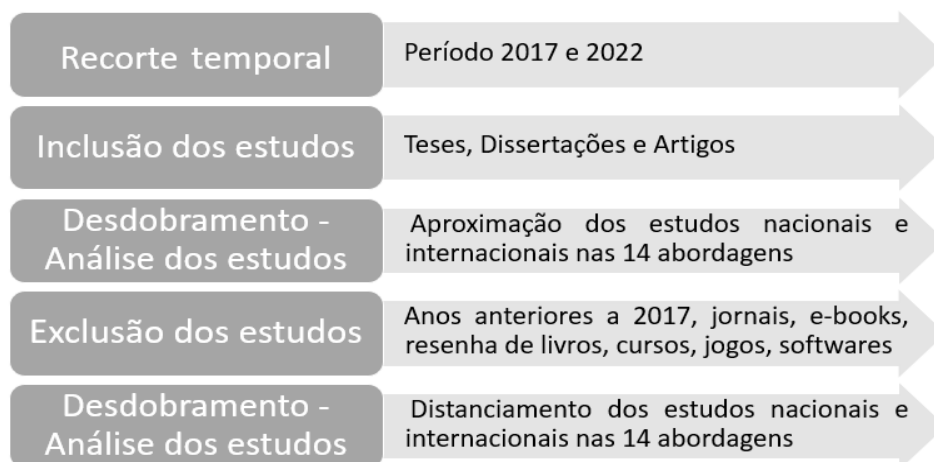 Recorte temporal
Período 2017 e 2022
Inclusão dos estudos
Teses, Dissertações e Artigos
Desdobramento -
Análise dos estudos
Aproximação dos estudos nacionais e
internacionais nas 14 abordagens
Exclusão dos estudos
Anos anteriores a 2017, jornais, e-books,
resenha de livros, cursos, jogos, softwares
Desdobramento -
Análise dos estudos
Distanciamento dos estudos nacionais e
internacionais nas 14 abordagens